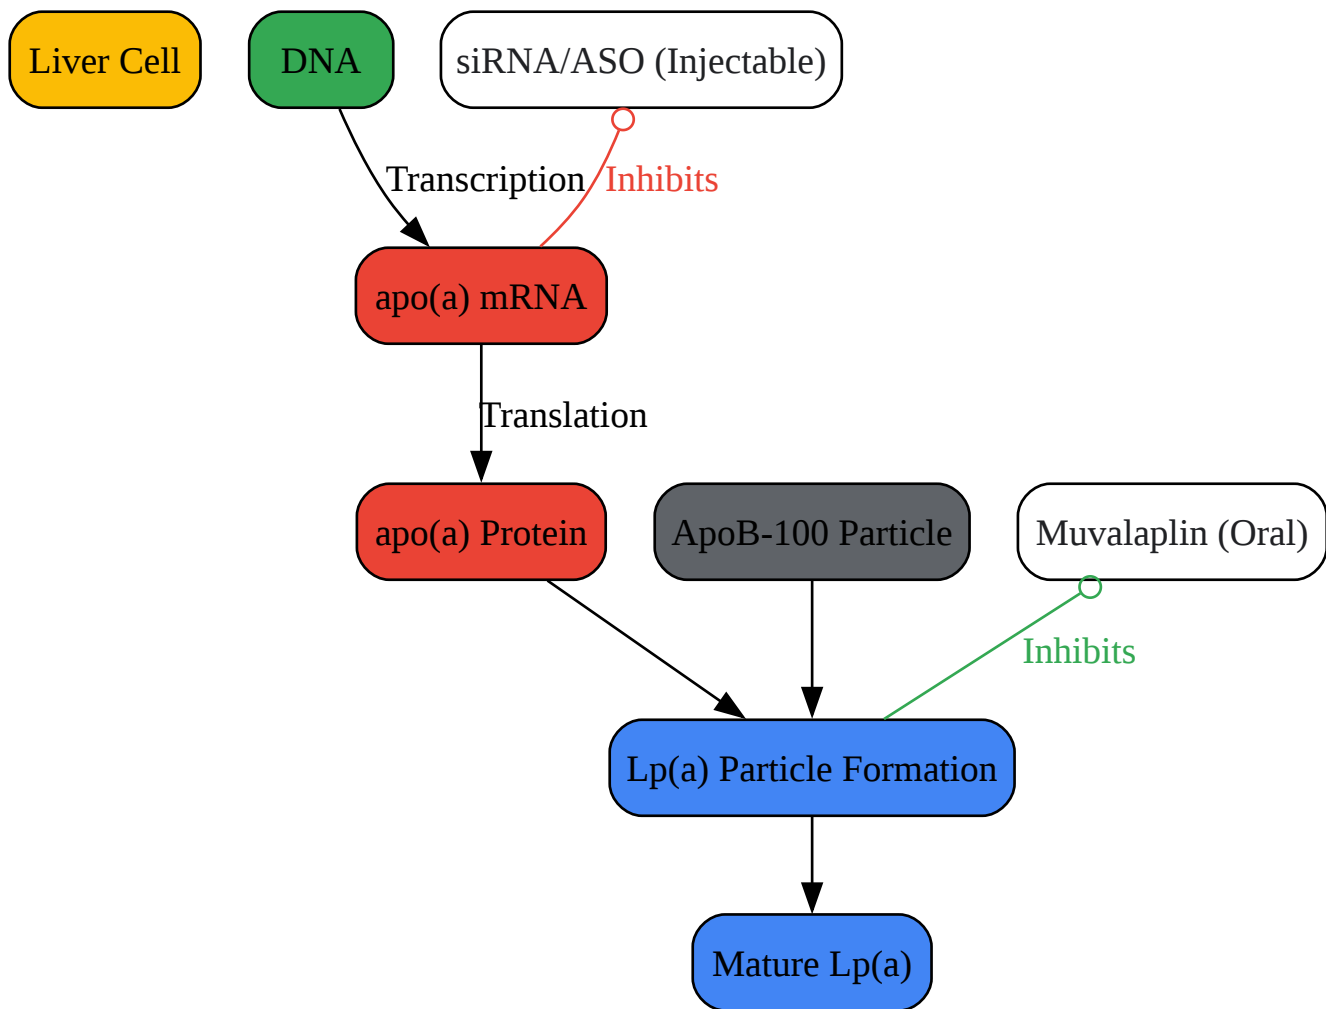 Liver Cell
DNA
siRNA/ASO (Injectable)
Transcription
Inhibits
apo(a) mRNA
Translation
apo(a) Protein
ApoB-100 Particle
Muvalaplin (Oral)
Inhibits
Lp(a) Particle Formation
Mature Lp(a)